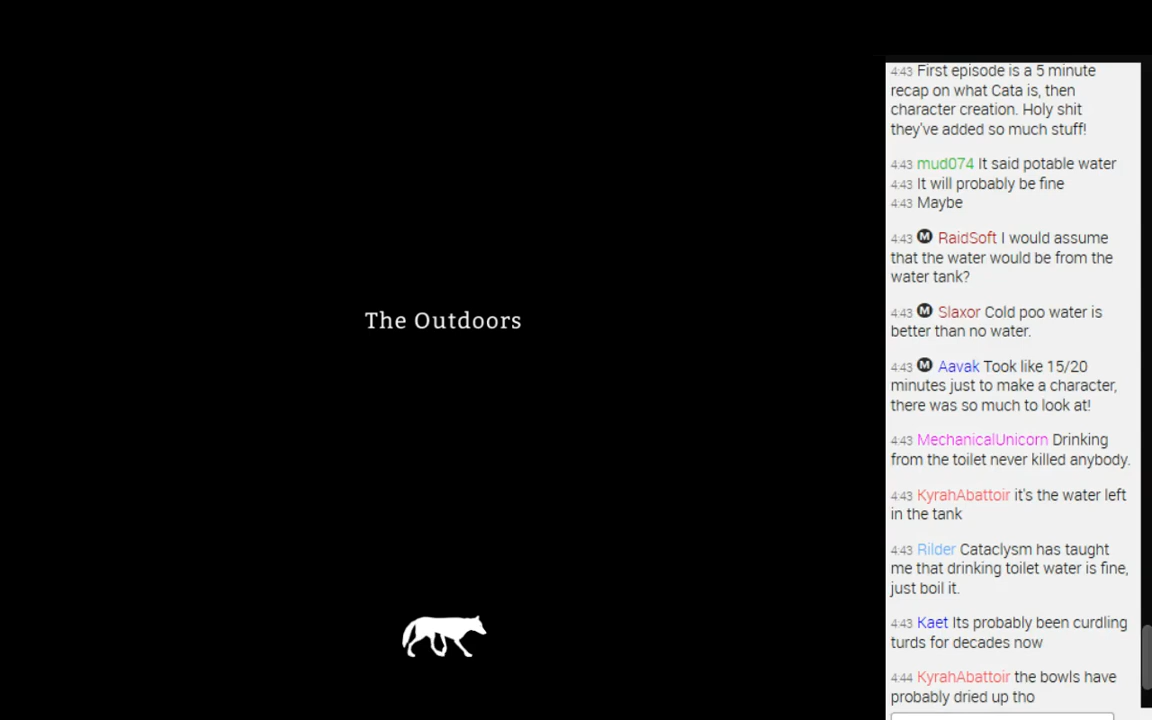 The Outdoors
4:43 First episode is a 5 minute
recap on what Cata is, then
character creation. Holy shit
they've added so much stuff!
4:43 mud074 It said potable water
4:43 It will probably be fine
4:43 Maybe
4:43 M RaidSoft I would assume
that the water would be from the
water tank?
4:43 M Slaxor Cold poo water is
better than no water.
4:43 M Aavak Took like 15/20
minutes just to make a character,
there was so much to look at!
4:43 MechanicalUnicorn Drinking
from the toilet never killed anybody.
4:43 KyrahAbattoir it's the water left
in the tank
4:43 Rilder Cataclysm has taught
me that drinking toilet water is fine,
just boil it.
4:43 Kaet Its probably been curdling
turds for decades now
4:44 KyrahAbattoir the bowls have
probably dried up tho